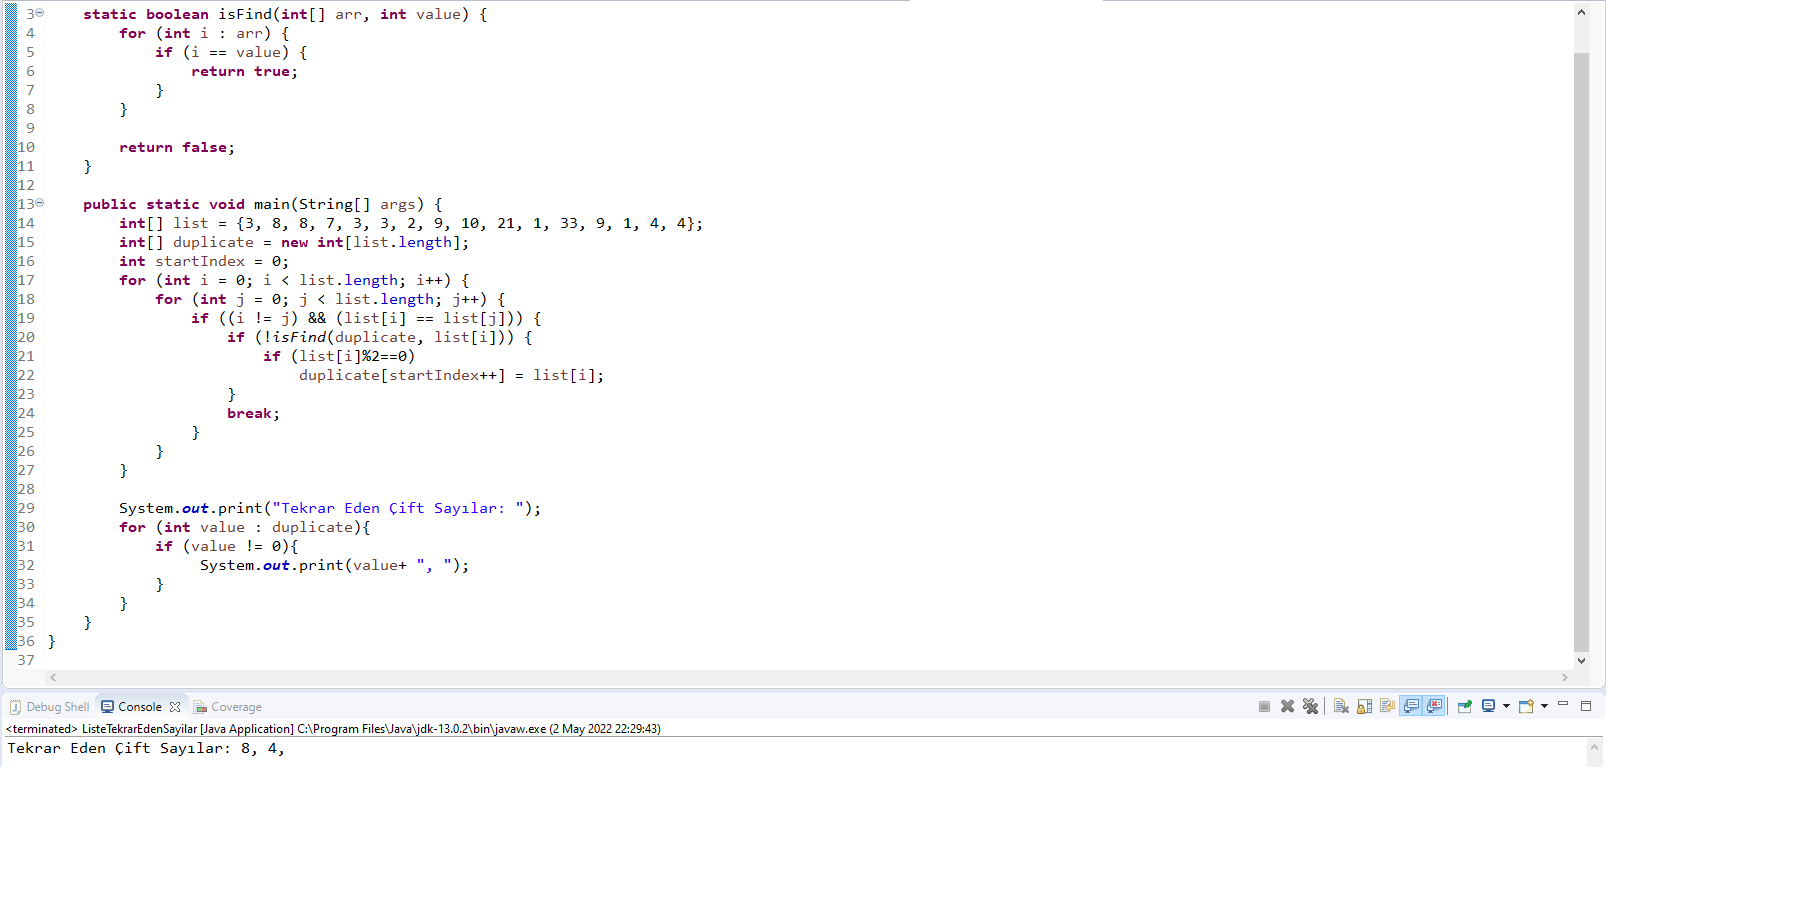 3 static boolean isFind(int[] arr, int value) {
4 for (int i : arr) {
5 if (i == value) {
6 return true;
7 }
8 }
9
10 return false;
11 }
12
13 public static void main(String[] args) {
14 int[] list = {3, 8, 8, 7, 3, 3, 2, 9, 10, 21, 1, 33, 9, 1, 4, 4};
15 int[] duplicate = new int[list.length];
16 int startIndex = 0;
17 for (int i = 0; i < list.length; i++) {
18 for (int j = 0; j < list.length; j++) {
19 if ((i != j) && (list[i] == list[j])) {
20 if (!isFind(duplicate, list[i])) {
21 if (list[i]%2==0)
22 duplicate[startIndex++] = list[i];
23 }
24 break;
25 }
26 }
27 }
28
29 System.out.print("Tekrar Eden Çift Sayılar: ");
30 for (int value : duplicate){
31 if (value != 0){
32 System.out.print(value+ ", ");
33 }
34 }
35 }
36 }
37
Debug Shell Console Coverage
<terminated> ListeTekrarEdenSayilar [Java Application] C:\Program Files\Java\jdk-13.0.2\bin\javaw.exe (2 May 2022 22:29:43)
Tekrar Eden Çift Sayılar: 8, 4,